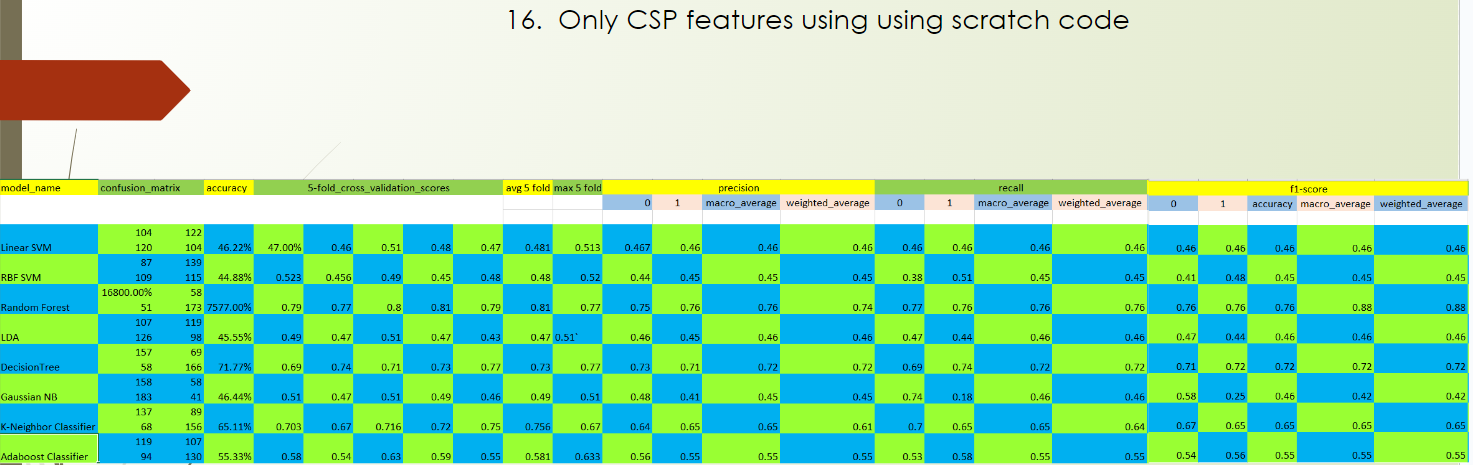 16. Only CSP features using using scratch code
model_name confusion_matrix accuracy 5-fold_cross_validation_scores avg 5 fold max 5 fold precision recall f1-score
0 1 macro_average weighted_average 0 1 macro_average weighted_average 0 1 accuracy macro_average weighted_average
104 122
Linear SVM 120 104 46.22% 47.00% 0.46 0.51 0.48 0.47 0.481 0.513 0.467 0.46 0.46 0.46 0.46 0.46 0.46 0.46 0.46 0.46 0.46 0.46 0.46
87 139
RBF SVM 109 115 44.88% 0.523 0.456 0.49 0.45 0.48 0.48 0.52 0.44 0.45 0.45 0.45 0.38 0.51 0.45 0.45 0.41 0.48 0.45 0.45 0.45
16800.00% 58
Random Forest 51 173 7577.00% 0.79 0.77 0.8 0.81 0.79 0.81 0.77 0.75 0.76 0.76 0.74 0.77 0.76 0.76 0.76 0.76 0.76 0.76 0.88 0.88
107 119
LDA 126 98 45.55% 0.49 0.47 0.51 0.47 0.43 0.47 0.51` 0.46 0.45 0.46 0.46 0.47 0.44 0.46 0.46 0.47 0.44 0.46 0.46 0.46
157 69
DecisionTree 58 166 71.77% 0.69 0.74 0.71 0.73 0.77 0.73 0.77 0.73 0.71 0.72 0.72 0.69 0.74 0.72 0.72 0.71 0.72 0.72 0.72 0.72
158 58
Gaussian NB 183 41 46.44% 0.51 0.47 0.51 0.49 0.46 0.49 0.51 0.48 0.41 0.45 0.45 0.74 0.18 0.46 0.46 0.58 0.25 0.46 0.42 0.42
137 89
K-Neighbor Classifier 68 156 65.11% 0.703 0.67 0.716 0.72 0.75 0.756 0.67 0.64 0.65 0.65 0.61 0.7 0.65 0.65 0.64 0.67 0.65 0.65 0.65 0.65
119 107
Adaboost Classifier 94 130 55.33% 0.58 0.54 0.63 0.59 0.55 0.581 0.633 0.56 0.55 0.55 0.55 0.53 0.58 0.55 0.55 0.54 0.56 0.55 0.55 0.55